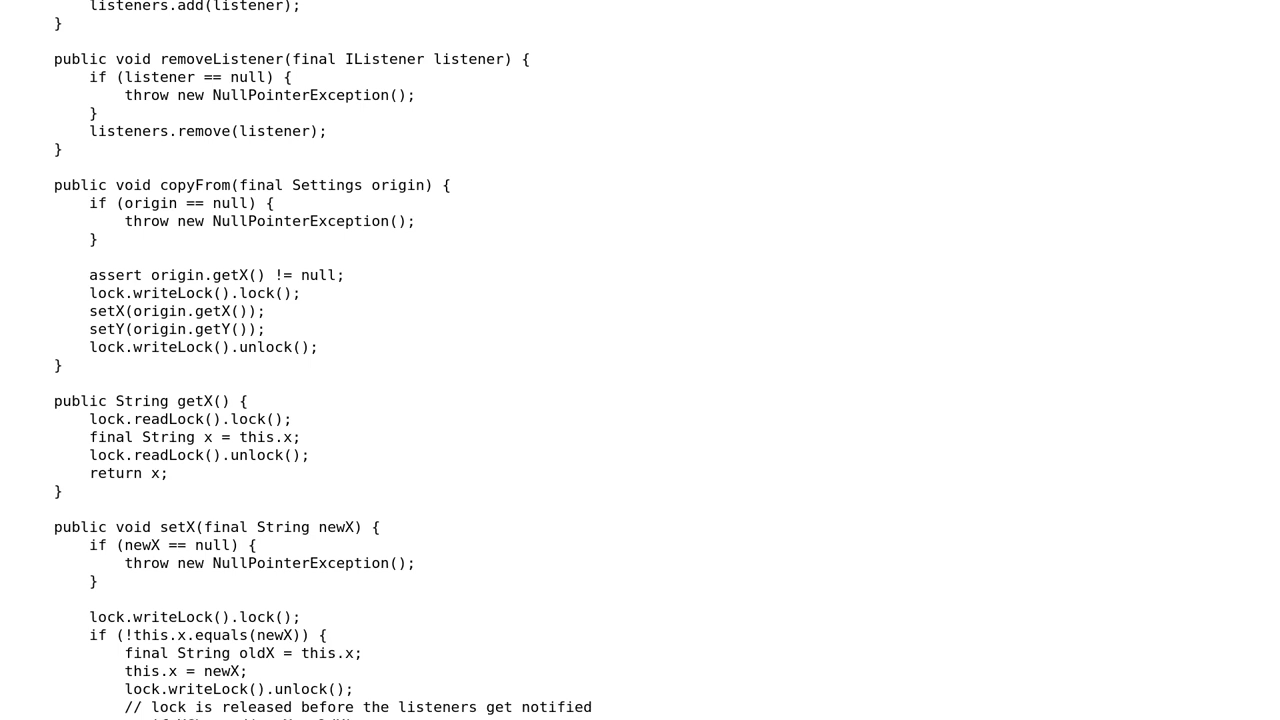 listeners.add(listener);
    }

    public void removeListener(final IListener listener) {
        if (listener == null) {
            throw new NullPointerException();
        }
        listeners.remove(listener);
    }

    public void copyFrom(final Settings origin) {
        if (origin == null) {
            throw new NullPointerException();
        }

        assert origin.getX() != null;
        lock.writeLock().lock();
        setX(origin.getX());
        setY(origin.getY());
        lock.writeLock().unlock();
    }

    public String getX() {
        lock.readLock().lock();
        final String x = this.x;
        lock.readLock().unlock();
        return x;
    }

    public void setX(final String newX) {
        if (newX == null) {
            throw new NullPointerException();
        }

        lock.writeLock().lock();
        if (!this.x.equals(newX)) {
            final String oldX = this.x;
            this.x = newX;
            lock.writeLock().unlock();
            // lock is released before the listeners get notified